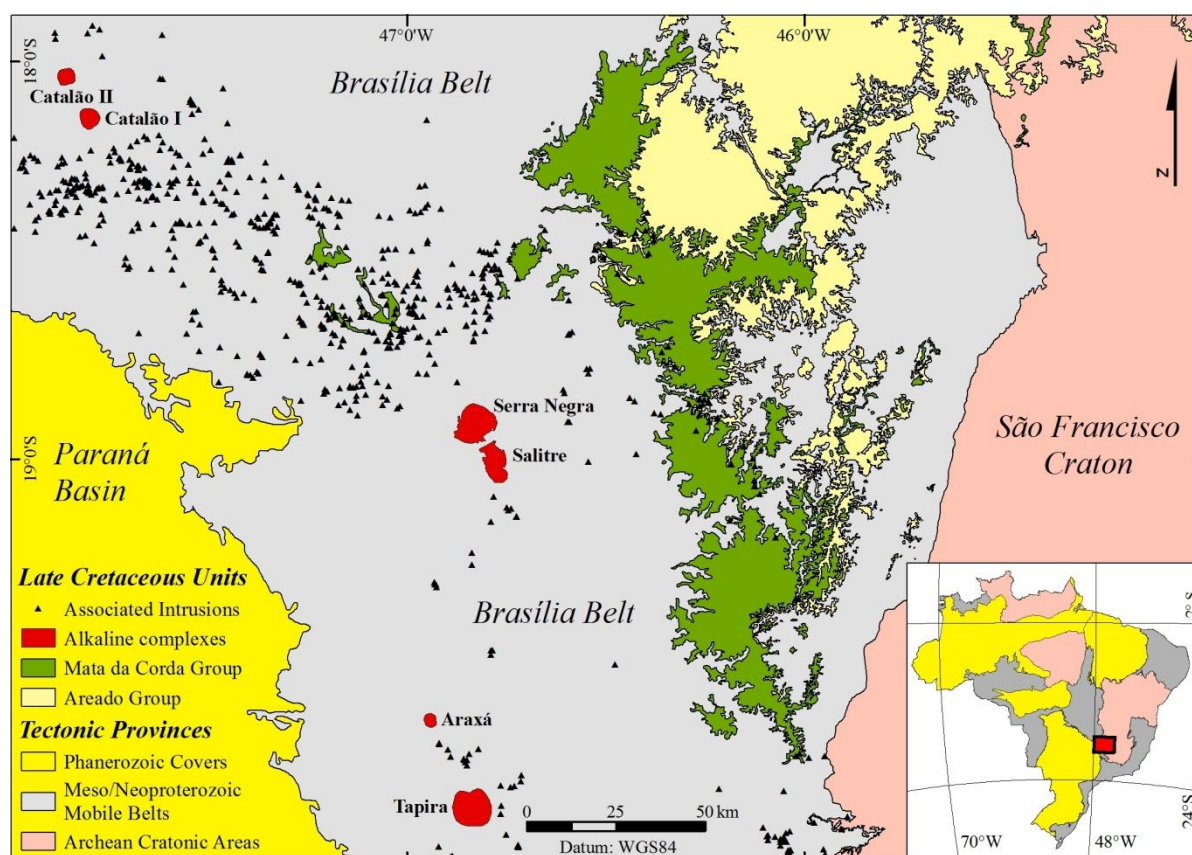 47°0'W
46°0'W
18°0'S
Brasília Belt
Catalão II
Catalão I
N
Serra Negra
Salitre
19°0'S
Paraná
Basin
São Francisco
Craton
Late Cretaceous Units
Associated Intrusions
Alkaline complexes
Mata da Corda Group
Areado Group
Tectonic Provinces
Phanerozoic Covers
Meso/Neoproterozoic
Mobile Belts
Archean Cratonic Areas
Brasília Belt
Araxá
Tapira
0 25 50 km
Datum: WGS84
2°S
24°S
70°W
48°W